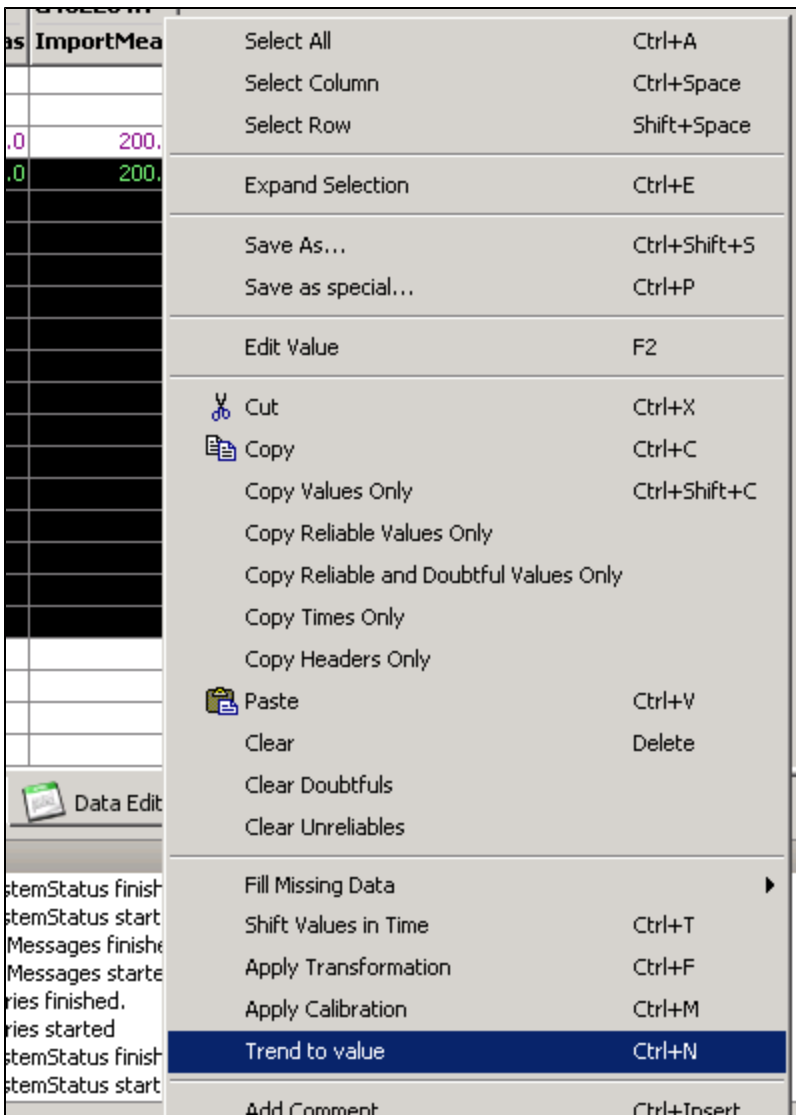 as ImportMea
.0 200.
.0 200.
Select All Ctrl+A
Select Column Ctrl+Space
Select Row Shift+Space
Expand Selection Ctrl+E
Save As... Ctrl+Shift+S
Save as special... Ctrl+P
Edit Value F2
Cut Ctrl+X
Copy Ctrl+C
Copy Values Only Ctrl+Shift+C
Copy Reliable Values Only
Copy Reliable and Doubtful Values Only
Copy Times Only
Copy Headers Only
Paste Ctrl+V
Clear Delete
Clear Doubtfuls
Clear Unreliables
Fill Missing Data
Shift Values in Time Ctrl+T
Apply Transformation Ctrl+F
Apply Calibration Ctrl+M
Trend to value Ctrl+N
Add Comment Ctrl+Insert
Data Edit
stemStatus finish
stemStatus start
Messages finishe
Messages starte
ries finished.
ries started
stemStatus finish
stemStatus start